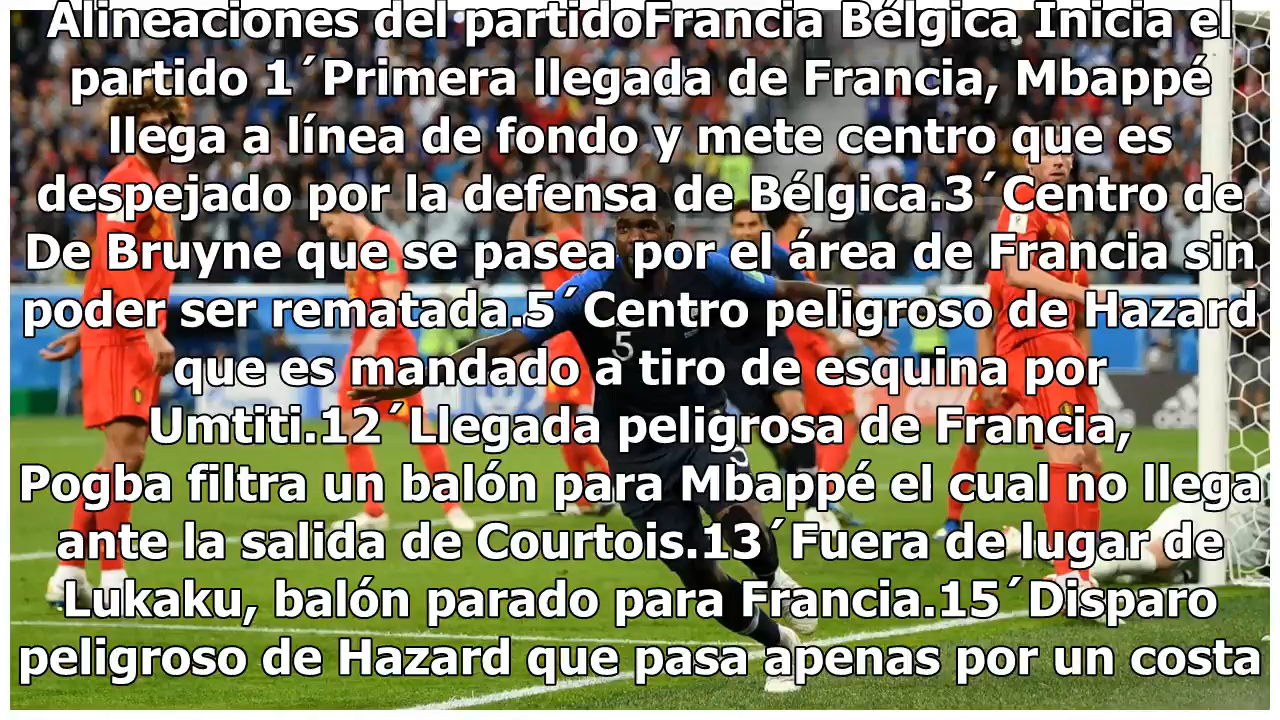 Alineaciones del partidoFrancia Bélgica Inicia el
partido 1´Primera llegada de Francia, Mbappé
llega a línea de fondo y mete centro que es
despejado por la defensa de Bélgica.3´Centro de
De Bruyne que se pasea por el área de Francia sin
poder ser rematada.5´Centro peligroso de Hazard
que es mandado a tiro de esquina por
Umtiti.12´Llegada peligrosa de Francia,
Pogba filtra un balón para Mbappé el cual no llega
ante la salida de Courtois.13´Fuera de lugar de
Lukaku, balón parado para Francia.15´Disparo
peligroso de Hazard que pasa apenas por un costa
5
5